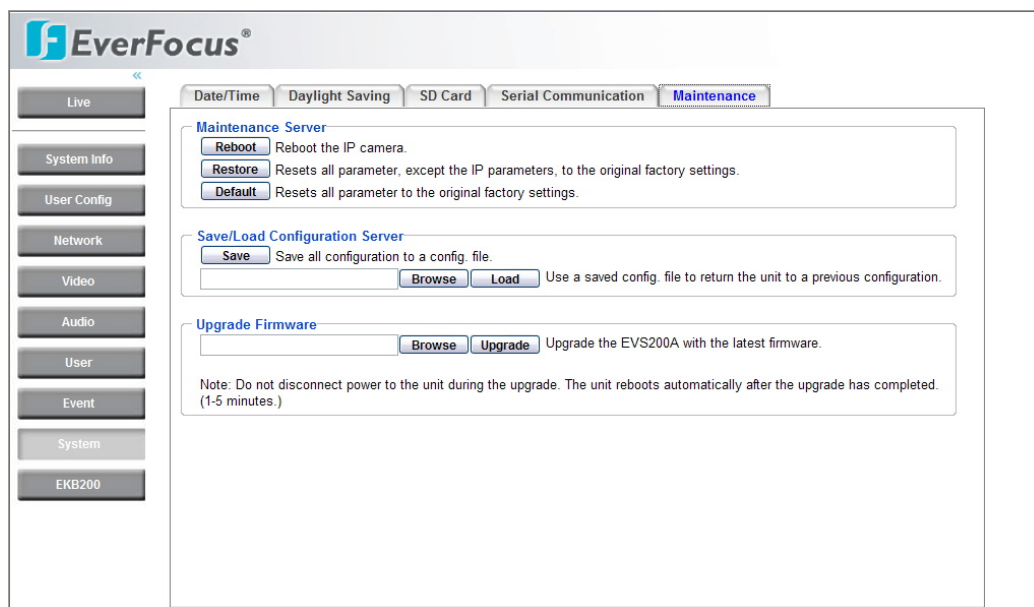 EverFocus®
«
Live
System Info
User Config
Network
Video
Audio
User
Event
System
EKB200
Date/Time Daylight Saving SD Card Serial Communication Maintenance
Maintenance Server
Reboot Reboot the IP camera.
Restore Resets all parameter, except the IP parameters, to the original factory settings.
Default Resets all parameter to the original factory settings.
Save/Load Configuration Server
Save Save all configuration to a config. file.
Browse Load Use a saved config. file to return the unit to a previous configuration.
Upgrade Firmware
Browse Upgrade Upgrade the EVS200A with the latest firmware.
Note: Do not disconnect power to the unit during the upgrade. The unit reboots automatically after the upgrade has completed.
(1-5 minutes.)